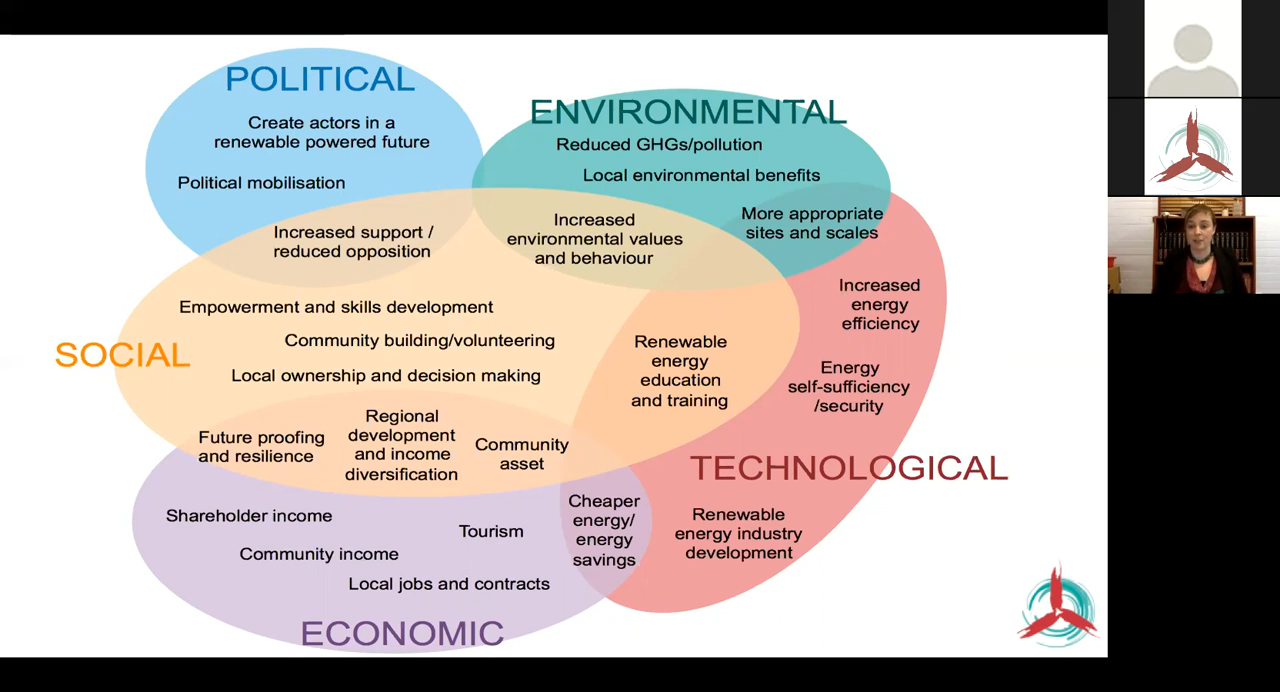 POLITICAL
Create actors in a
renewable powered future
Political mobilisation
ENVIRONMENTAL
Reduced GHGs/pollution
Local environmental benefits
More appropriate
sites and scales
Increased support /
reduced opposition
Increased
environmental values
and behaviour
Increased
energy
efficiency
Empowerment and skills development
Community building/volunteering
SOCIAL
Local ownership and decision making
Renewable
energy
education
and training
Energy
self-sufficiency
/security
Future proofing
and resilience
Regional
development
and income
diversification
Community
asset
TECHNOLOGICAL
Shareholder income
Tourism
Community income
Local jobs and contracts
Cheaper
energy/
energy
savings
Renewable
energy industry
development
ECONOMIC